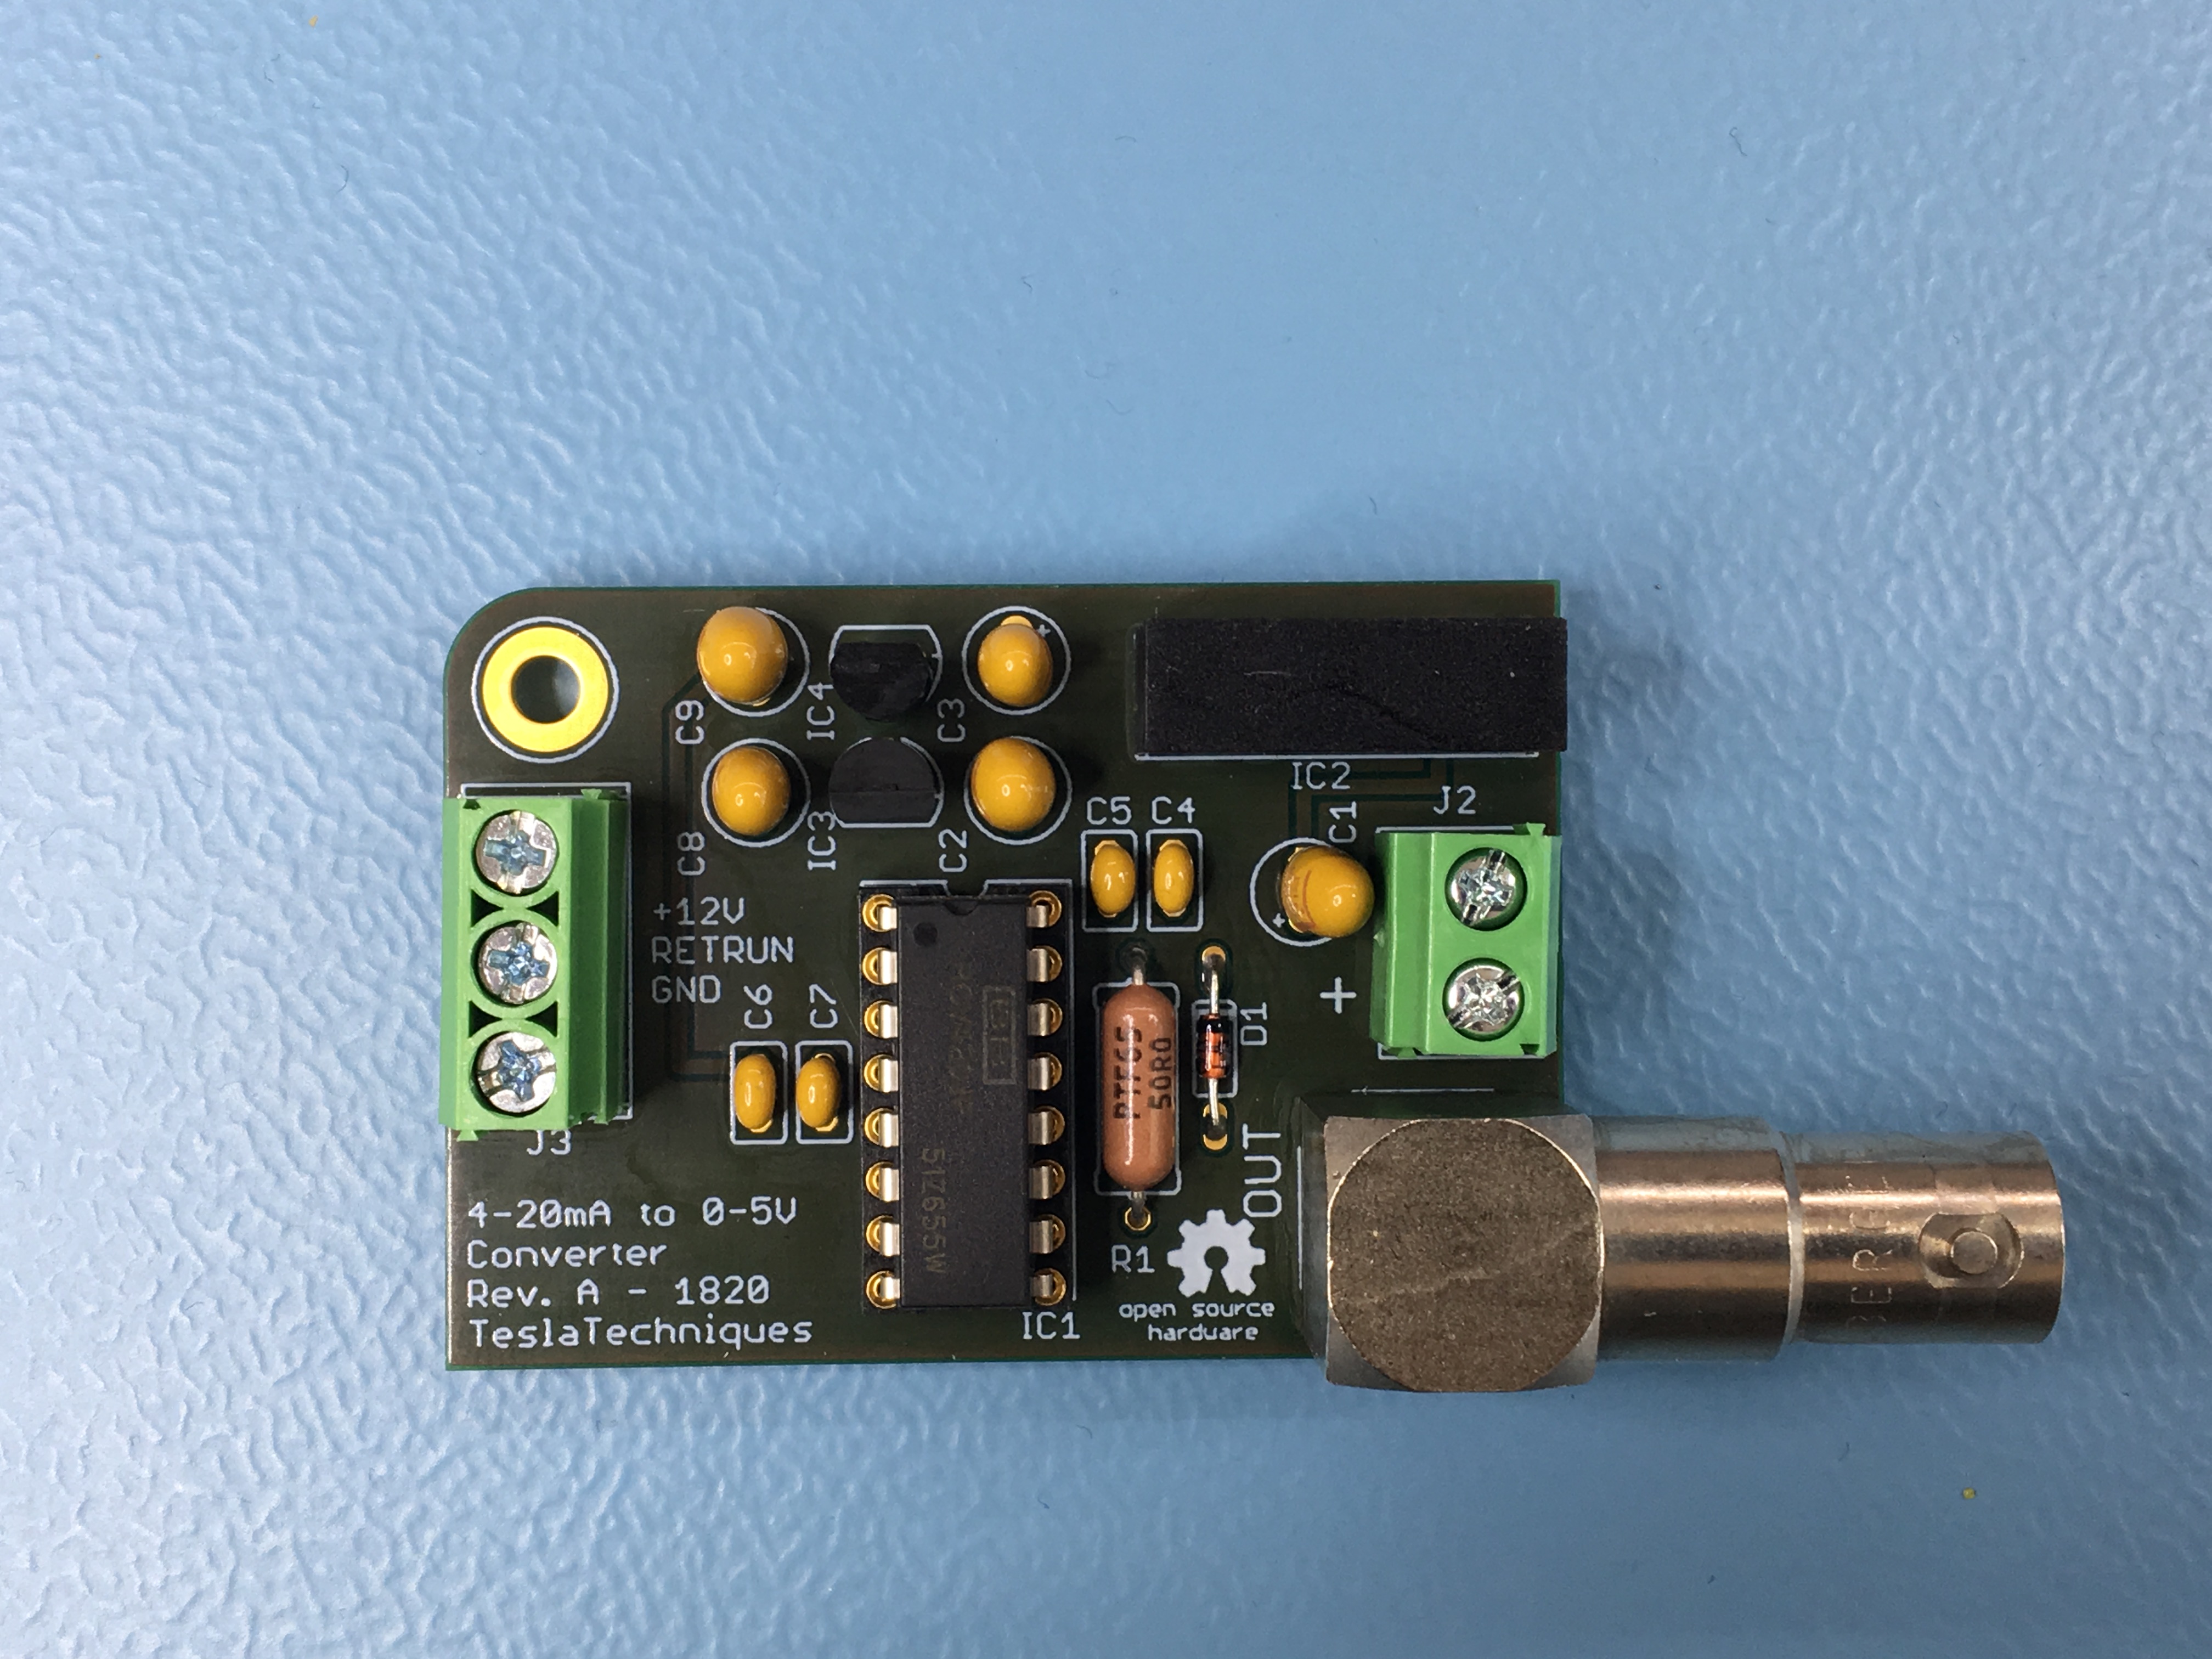 C9
IC4
C3
C8
IC3
C2
IC2
C5 C4
C1
J2
+12V
RETRUN
GND
C6
C7
+
D1
PTF65
50R0
51Z655W
J3
OUT
4-20mA to 0-5V
Converter
Rev. A - 1820
TeslaTechniques
R1
IC1
open source
hardware